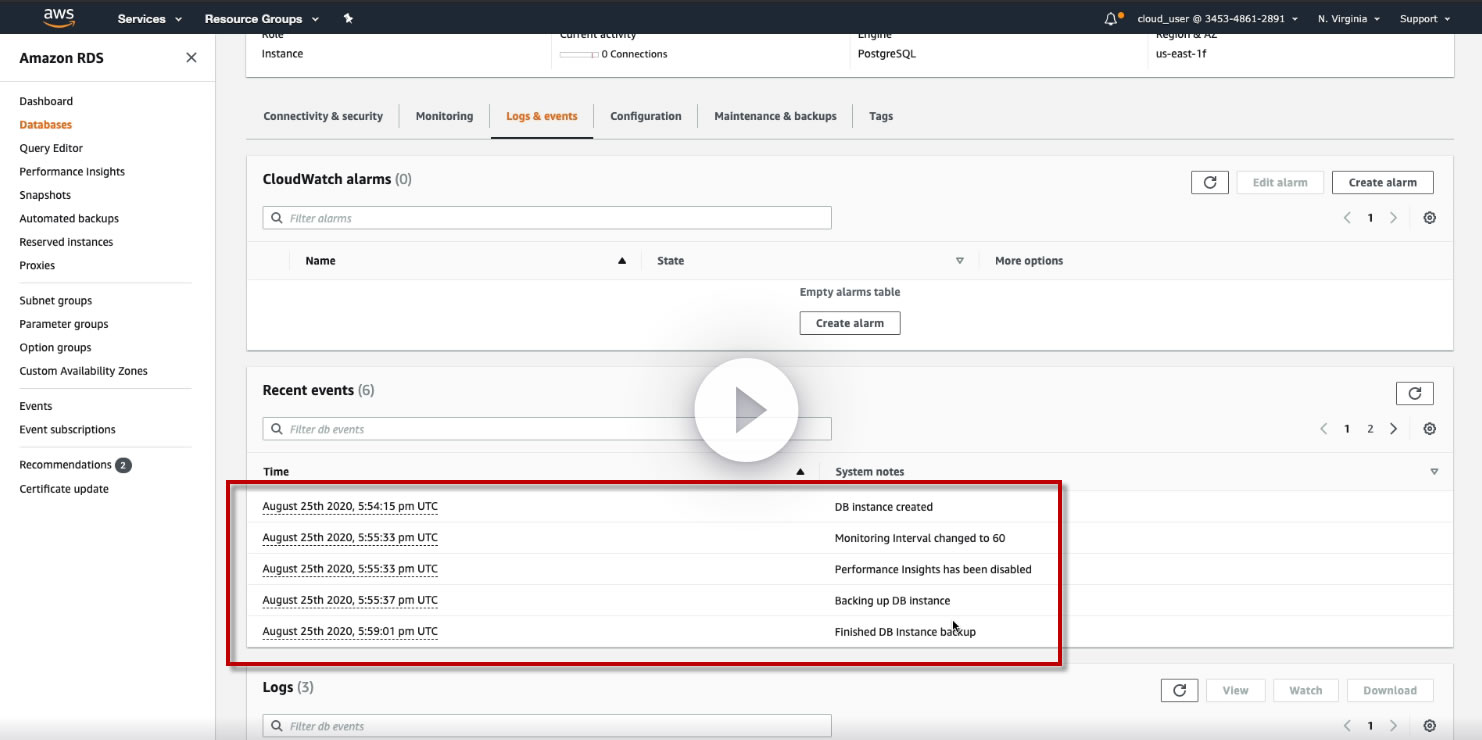 aws Services Resource Groups cloud_user @ 3453-4861-2891 N. Virginia Support
Amazon RDS
Dashboard
Databases
Query Editor
Performance Insights
Snapshots
Automated backups
Reserved instances
Proxies
Subnet groups
Parameter groups
Option groups
Custom Availability Zones
Events
Event subscriptions
Recommendations 2
Certificate update
Role Current activity Engine Region & AZ
Instance 0 Connections PostgreSQL us-east-1f
Connectivity & security Monitoring Logs & events Configuration Maintenance & backups Tags
CloudWatch alarms (0) Edit alarm Create alarm
Filter alarms 1
Name State More options
Empty alarms table
Create alarm
Recent events (6)
Filter db events 1 2
Time System notes
August 25th 2020, 5:54:15 pm UTC DB instance created
August 25th 2020, 5:55:33 pm UTC Monitoring Interval changed to 60
August 25th 2020, 5:55:33 pm UTC Performance Insights has been disabled
August 25th 2020, 5:55:37 pm UTC Backing up DB instance
August 25th 2020, 5:59:01 pm UTC Finished DB Instance backup
Logs (3) View Watch Download
Filter db events 1